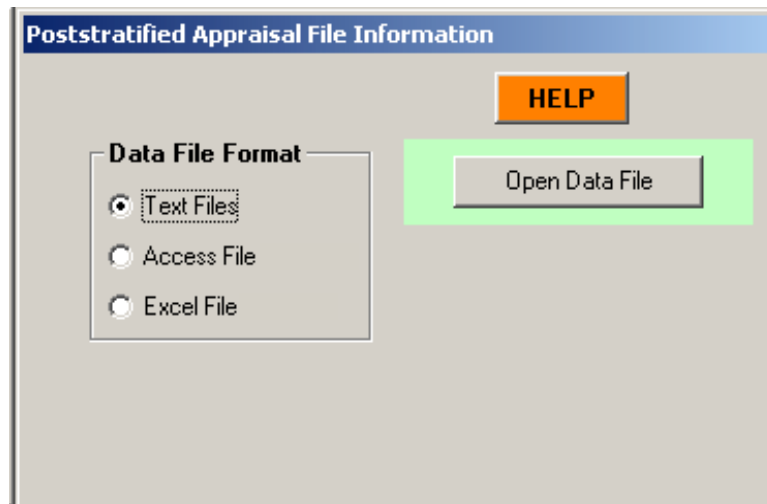 Poststratified Appraisal File Information
HELP
Data File Format
Open Data File
Text Files
Access File
Excel File